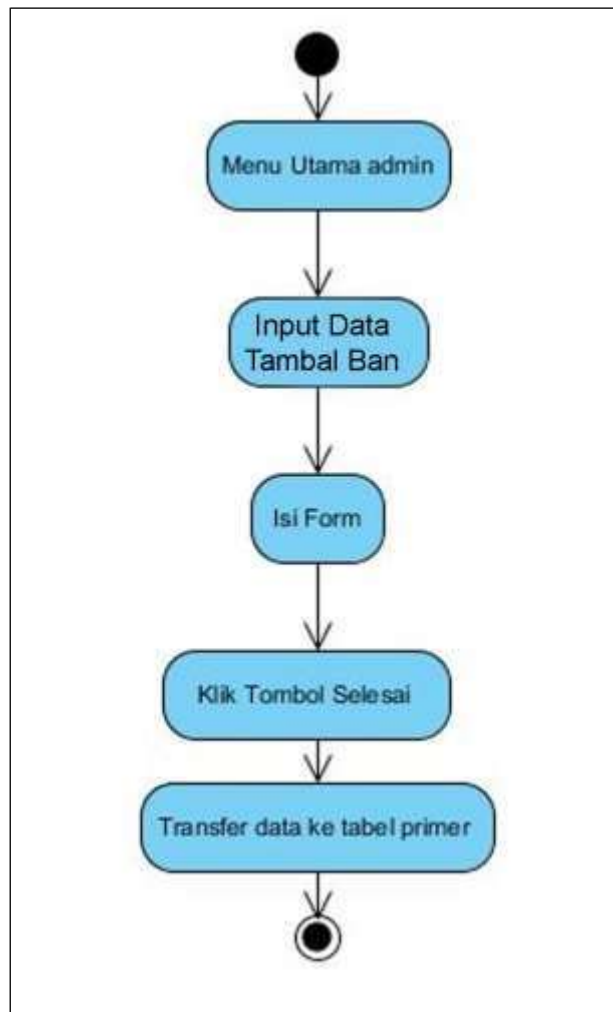 Menu Utama admin
Input Data
Tambal Ban
Isi Form
Klik Tombol Selesai
Transfer data ke tabel primer